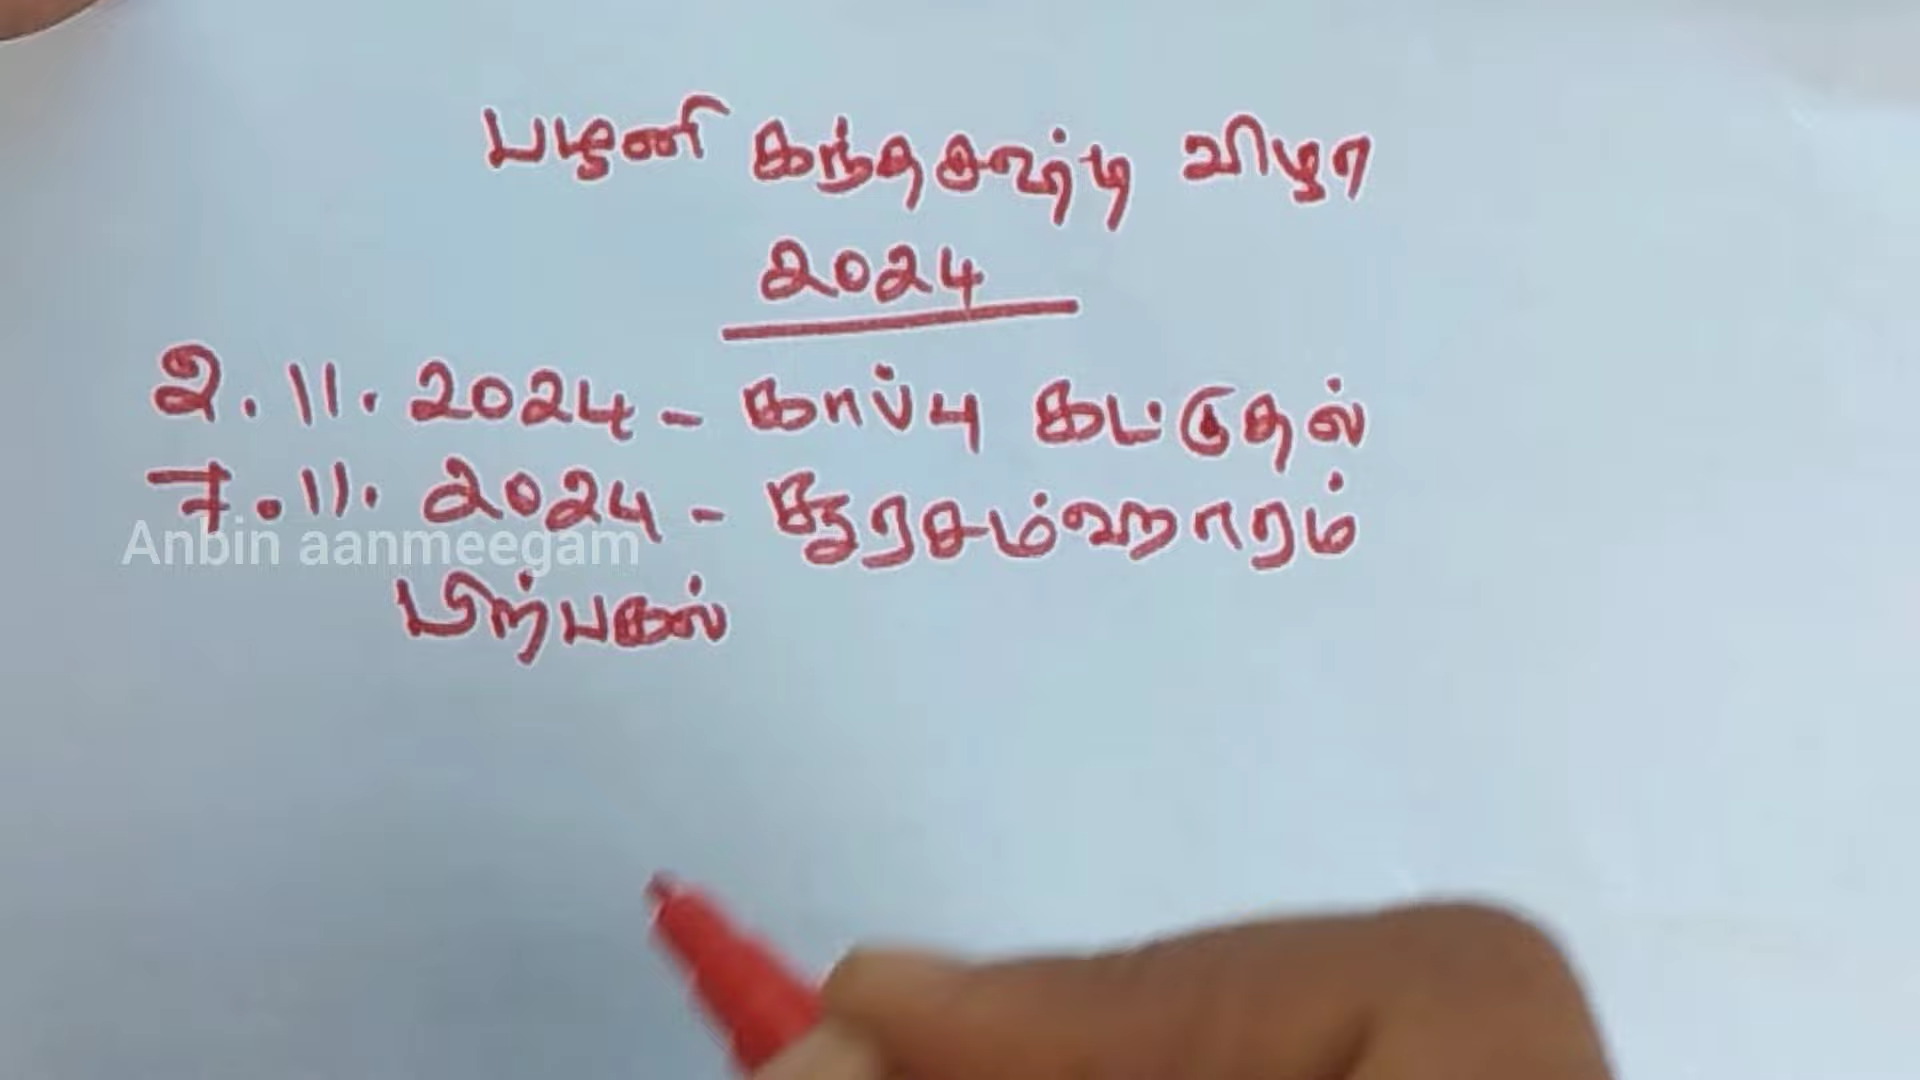 பழனி கந்தசஷ்டி விழா
2024
2.11.2024 - காப்பு கட்டுதல்
7.11.2024 - சூரசம்ஹாரம்
Anbin aanmeegam
பிற்பகல்